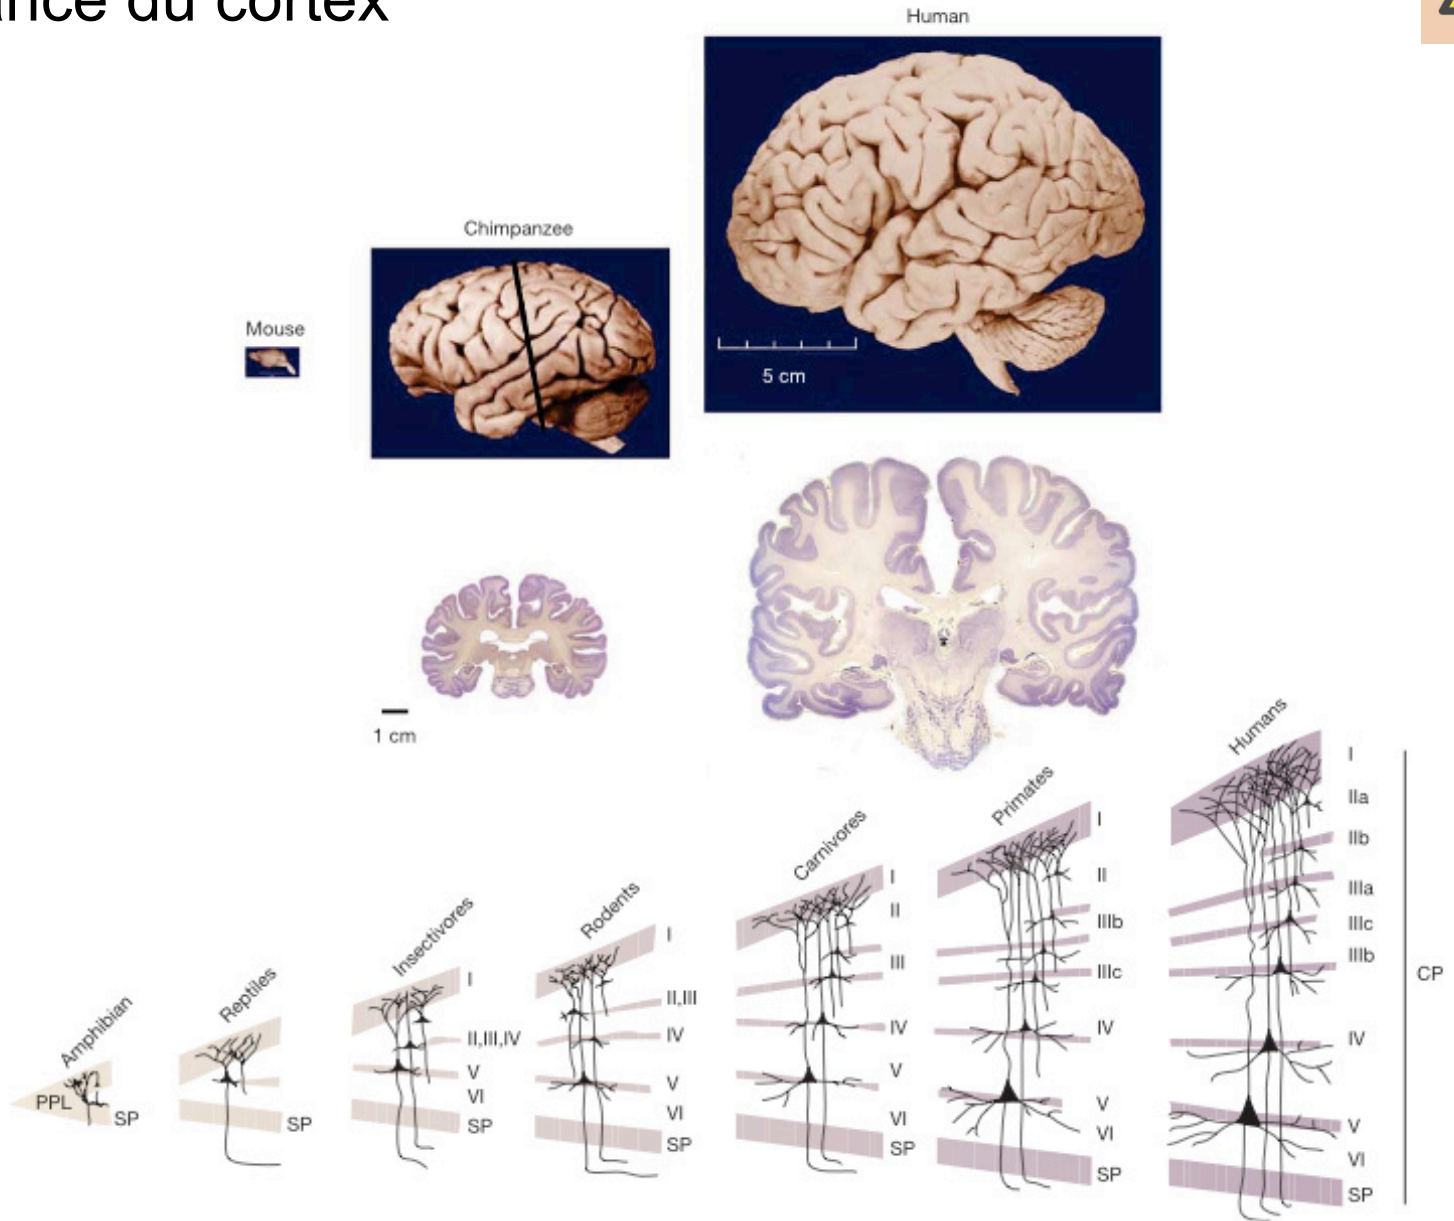 ance du cortex
Human
Chimpanzee
Mouse
5 cm
1 cm
Amphibian
PPL
SP
Reptiles
SP
Insectivores
I
II,III,IV
V
VI
SP
Rodents
I
II,III
IV
V
VI
SP
Carnivores
I
II
III
IV
V
VI
SP
Primates
I
II
IIIb
IIIc
IV
V
VI
SP
Humans
I
IIa
IIb
IIIa
IIIc
IIIb
IV
V
VI
SP
CP